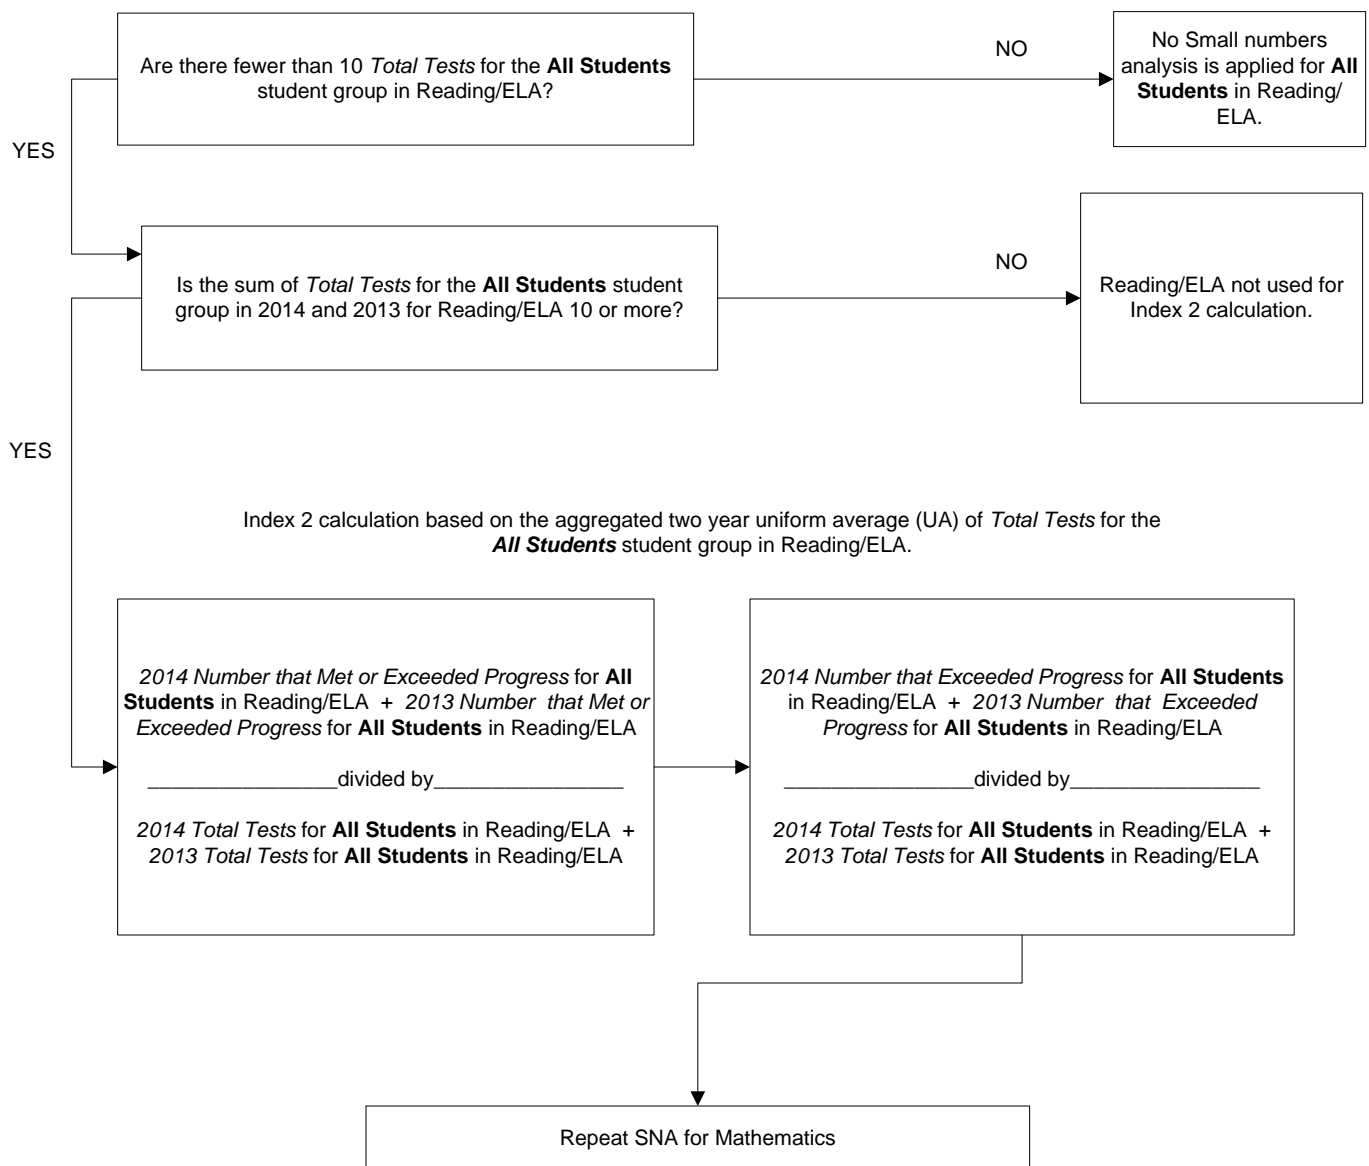 Are there fewer than 10 Total Tests for the All Students
student group in Reading/ELA?
NO
No Small numbers
analysis is applied for All
Students in Reading/
ELA.
YES
Is the sum of Total Tests for the All Students student
group in 2014 and 2013 for Reading/ELA 10 or more?
NO
Reading/ELA not used for
Index 2 calculation.
YES
Index 2 calculation based on the aggregated two year uniform average (UA) of Total Tests for the
All Students student group in Reading/ELA.
2014 Number that Met or Exceeded Progress for All
Students in Reading/ELA + 2013 Number that Met or
Exceeded Progress for All Students in Reading/ELA
________________divided by________________
2014 Total Tests for All Students in Reading/ELA +
2013 Total Tests for All Students in Reading/ELA
2014 Number that Exceeded Progress for All Students
in Reading/ELA + 2013 Number that Exceeded
Progress for All Students in Reading/ELA
________________divided by________________
2014 Total Tests for All Students in Reading/ELA +
2013 Total Tests for All Students in Reading/ELA
Repeat SNA for Mathematics